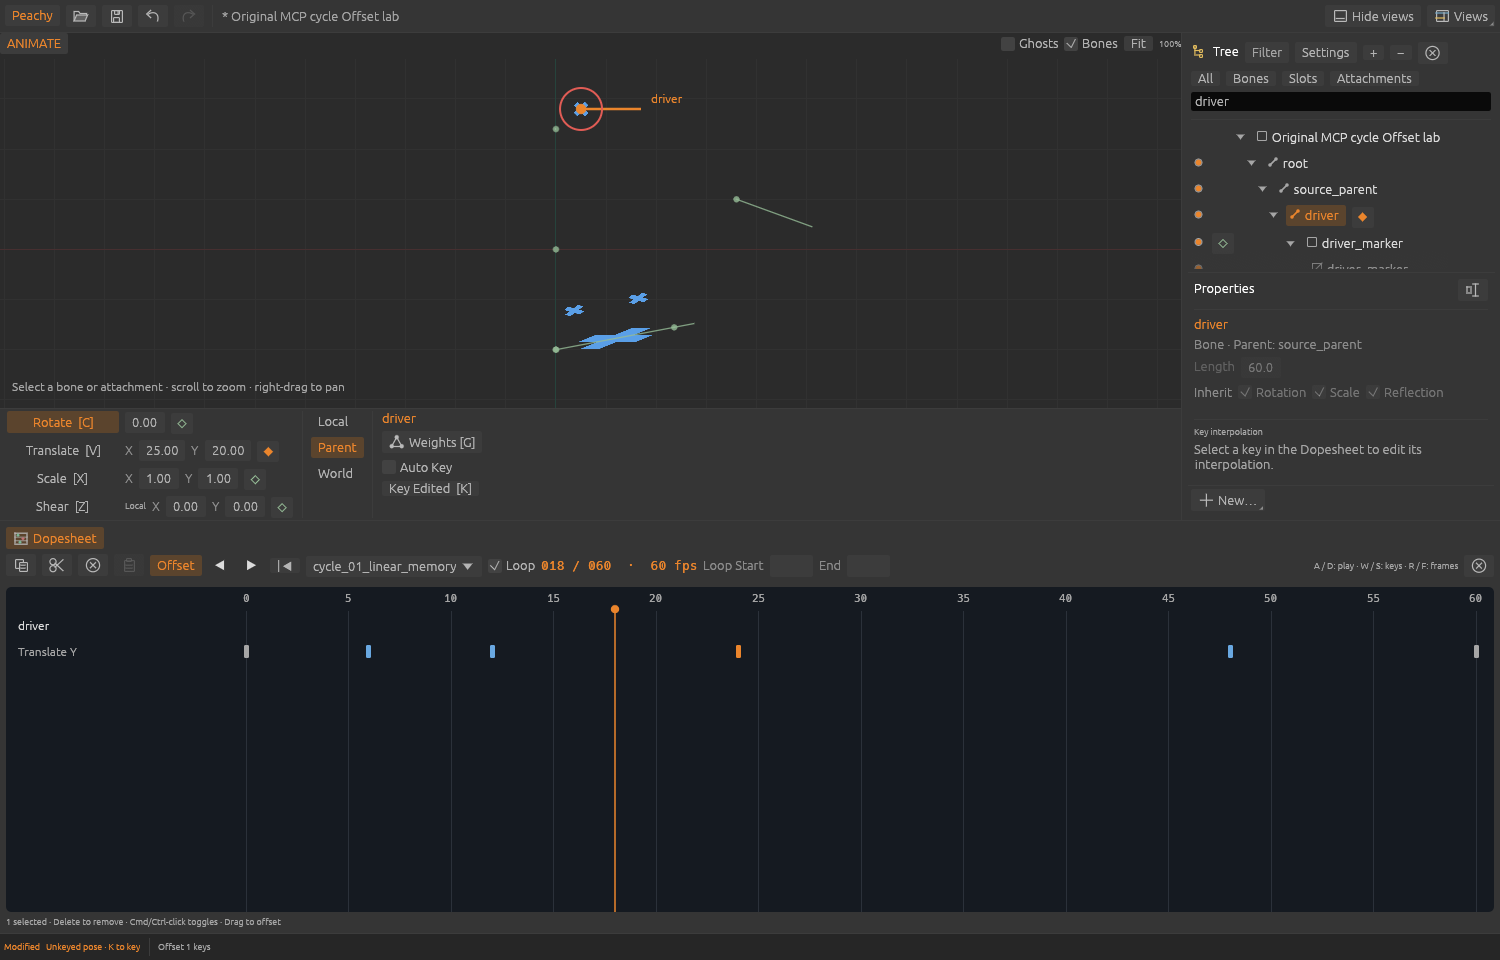 Peachy * Original MCP cycle Offset lab Hide views Views
ANIMATE Ghosts Bones Fit 100%
Tree Filter Settings + −
All Bones Slots Attachments
driver
driver
Original MCP cycle Offset lab
root
source_parent
driver
driver_marker
driver_marker
Properties
driver
Bone · Parent: source_parent
Length 60.0
Inherit Rotation Scale Reflection
Key interpolation
Select a key in the Dopesheet to edit its
interpolation.
New...
Select a bone or attachment · scroll to zoom · right-drag to pan
Rotate [C] 0.00
Translate [V] X 25.00 Y 20.00
Scale [X] X 1.00 Y 1.00
Shear [Z] Local X 0.00 Y 0.00
Local
Parent
World
driver
Weights [G]
Auto Key
Key Edited [K]
Dopesheet
Offset cycle_01_linear_memory Loop 018 / 060 · 60 fps Loop Start End A / D: play · W / S: keys · R / F: frames
0 5 10 15 20 25 30 35 40 45 50 55 60
driver
Translate Y
1 selected · Delete to remove · Cmd/Ctrl-click toggles · Drag to offset
Modified Unkeyed pose · K to key Offset 1 keys